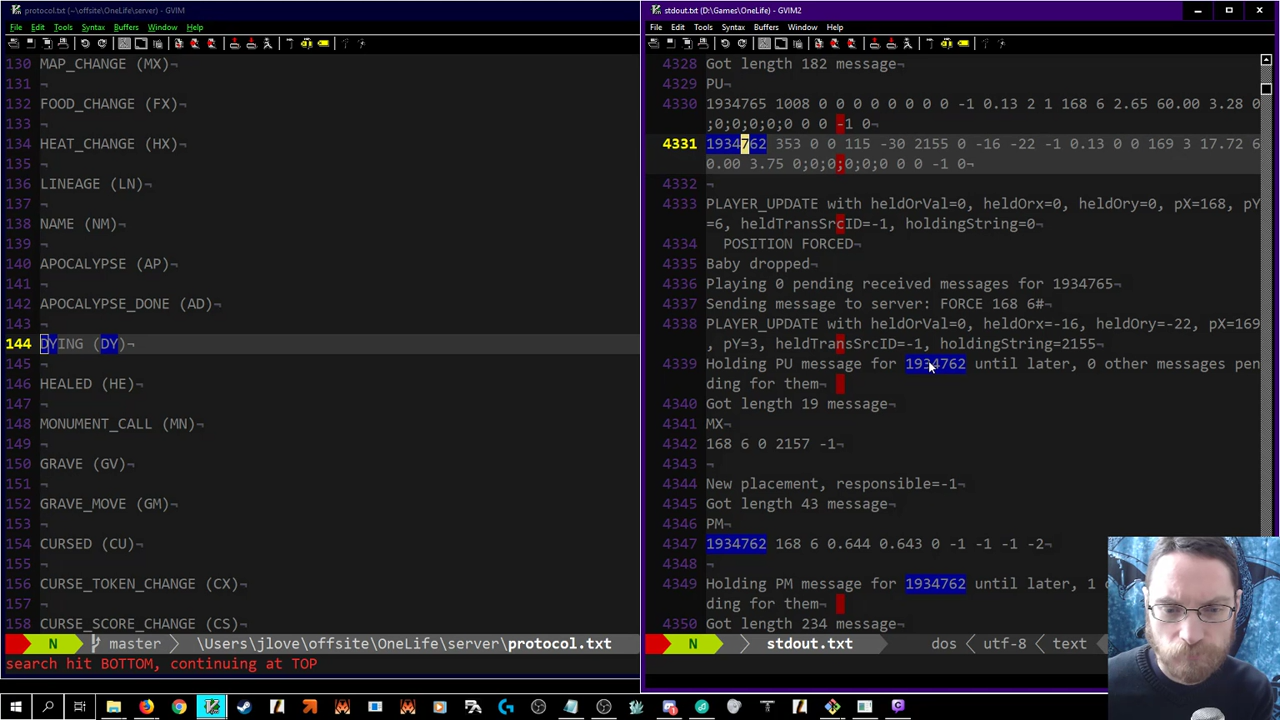 protocol.txt (~\offsite\OneLife\server) - GVIM
File Edit Tools Syntax Buffers Window Help
130 MAP_CHANGE (MX)¬
131 ¬
132 FOOD_CHANGE (FX)¬
133 ¬
134 HEAT_CHANGE (HX)¬
135 ¬
136 LINEAGE (LN)¬
137 ¬
138 NAME (NM)¬
139 ¬
140 APOCALYPSE (AP)¬
141 ¬
142 APOCALYPSE_DONE (AD)¬
143 ¬
144 DYING (DY)¬
145 ¬
146 HEALED (HE)¬
147 ¬
148 MONUMENT_CALL (MN)¬
149 ¬
150 GRAVE (GV)¬
151 ¬
152 GRAVE_MOVE (GM)¬
153 ¬
154 CURSED (CU)¬
155 ¬
156 CURSE_TOKEN_CHANGE (CX)¬
157 ¬
158 CURSE_SCORE_CHANGE (CS)¬
N master \Users\jlove\offsite\OneLife\server\protocol.txt
search hit BOTTOM, continuing at TOP
stdout.txt (D:\Games\OneLife) - GVIM2
File Edit Tools Syntax Buffers Window Help
4328 Got length 182 message¬
4329 PU¬
4330 1934765 1008 0 0 0 0 0 0 0 0 -1 0.13 2 1 168 6 2.65 60.00 3.28 0
;0;0;0;0;0 0 0 -1 0¬
4331 1934762 353 0 0 115 -30 2155 0 -16 -22 -1 0.13 0 0 169 3 17.72 6
0.00 3.75 0;0;0;0;0;0 0 0 -1 0¬
4332 ¬
4333 PLAYER_UPDATE with heldOrVal=0, heldOrx=0, heldOry=0, pX=168, pY
=6, heldTransSrcID=-1, holdingString=0¬
4334 POSITION FORCED¬
4335 Baby dropped¬
4336 Playing 0 pending received messages for 1934765¬
4337 Sending message to server: FORCE 168 6#¬
4338 PLAYER_UPDATE with heldOrVal=0, heldOrx=-16, heldOry=-22, pX=169
, pY=3, heldTransSrcID=-1, holdingString=2155¬
4339 Holding PU message for 1934762 until later, 0 other messages pen
ding for them¬
4340 Got length 19 message¬
4341 MX¬
4342 168 6 0 2157 -1¬
4343 ¬
4344 New placement, responsible=-1¬
4345 Got length 43 message¬
4346 PM¬
4347 1934762 168 6 0.644 0.643 0 -1 -1 -1 -2¬
4348 ¬
4349 Holding PM message for 1934762 until later, 1
ding for them¬
4350 Got length 234 message¬
N stdout.txt dos utf-8 text